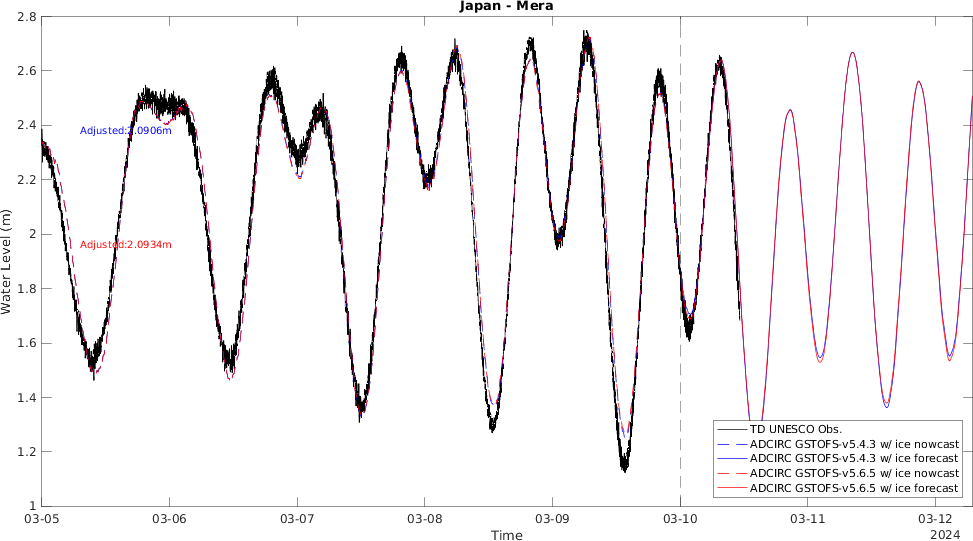 Japan - Mera
2.8
2.6
2.4
2.2
2
1.8
1.6
1.4
1.2
1
Water Level (m)
Adjusted:2.0906m
Adjusted:2.0934m
TD UNESCO Obs.
ADCIRC GSTOFS-v5.4.3 w/ ice nowcast
ADCIRC GSTOFS-v5.4.3 w/ ice forecast
ADCIRC GSTOFS-v5.6.5 w/ ice nowcast
ADCIRC GSTOFS-v5.6.5 w/ ice forecast
03-05 03-06 03-07 03-08 03-09 03-10 03-11 03-12
Time
2024